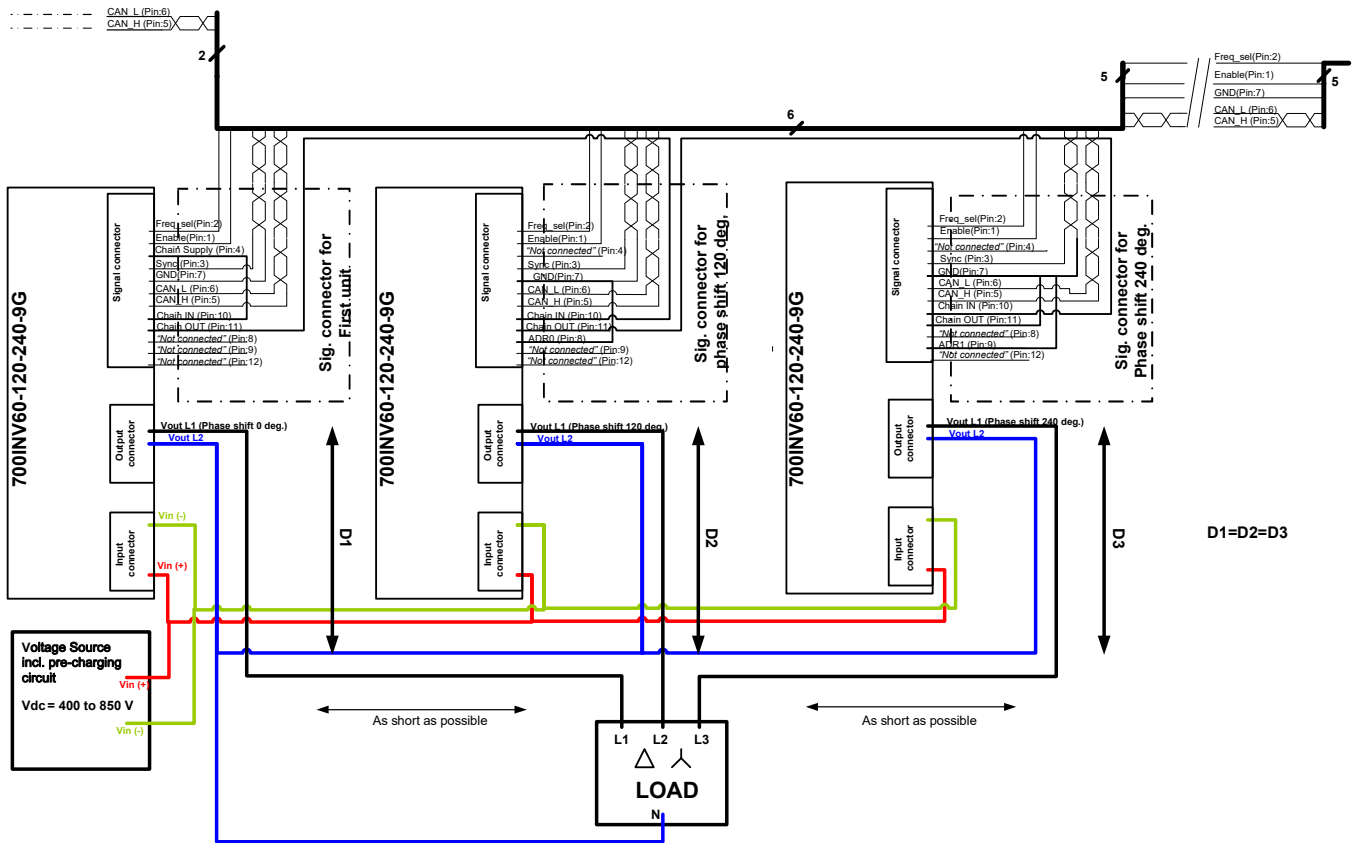 CAN_L (Pin:6)
CAN_H (Pin:5)
2
6
5
Freq_sel(Pin:2)
Enable(Pin:1)
GND(Pin:7)
CAN_L (Pin:6)
CAN_H (Pin:5)
5
700INV60-120-240-9G
Signal connector
Freq_sel(Pin:2)
Enable(Pin:1)
Chain Supply (Pin:4)
Sync(Pin:3)
GND(Pin:7)
CAN_L (Pin:6)
CAN_H (Pin:5)
Chain IN (Pin:10)
Chain OUT (Pin:11)
"Not connected" (Pin:8)
"Not connected" (Pin:9)
"Not connected" (Pin:12)
Sig. connector for
First unit.
Output
connector
Vout L1 (Phase shift 0 deg.)
Vout L2
Input
connector
Vin (-)
Vin (+)
D1
700INV60-120-240-9G
Signal connector
Freq_sel(Pin:2)
Enable(Pin:1)
"Not connected" (Pin:4)
Sync(Pin:3)
GND(Pin:7)
CAN_L (Pin:6)
CAN_H (Pin:5)
Chain IN (Pin:10)
Chain OUT (Pin:11)
ADR0 (Pin:8)
"Not connected" (Pin:9)
"Not connected" (Pin:12)
Sig. connector for
phase shift 120 deg.
Output
connector
Vout L1 (Phase shift 120 deg.)
Vout L2
Input
connector
D2
700INV60-120-240-9G
Signal connector
Freq_sel(Pin:2)
Enable(Pin:1)
"Not connected" (Pin:4)
Sync (Pin:3)
GND(Pin:7)
CAN_L (Pin:6)
CAN_H (Pin:5)
Chain IN (Pin:10)
Chain OUT (Pin:11)
"Not connected" (Pin:8)
ADR1 (Pin:9)
"Not connected" (Pin:12)
Sig. connector for
Phase shift 240 deg.
Output
connector
Vout L1 (Phase shift 240 deg.)
Vout L2
Input
connector
D3
D1=D2=D3
Voltage Source
incl. pre-charging
circuit
Vin (+)
Vdc = 400 to 850 V
Vin (-)
As short as possible
As short as possible
L1 L2 L3
LOAD
N